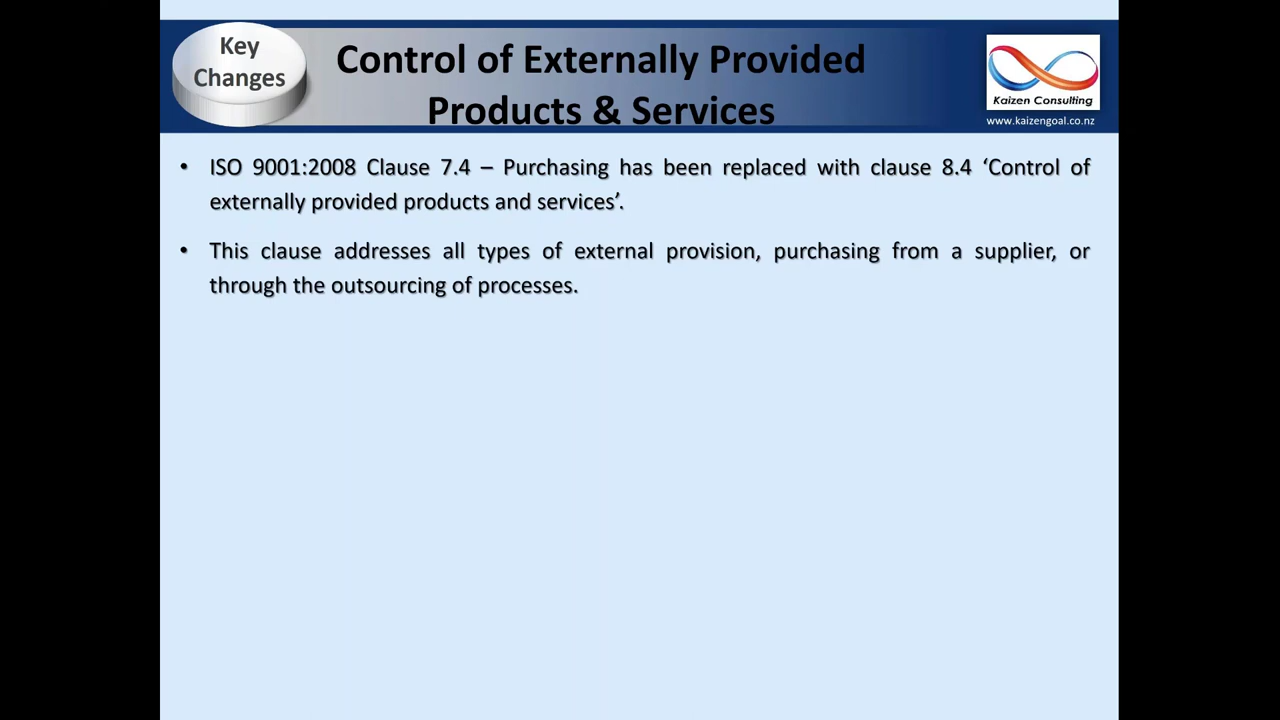 Key
Changes
Control of Externally Provided
Products & Services
Kaizen Consulting
www.kaizengoal.co.nz
• ISO 9001:2008 Clause 7.4 – Purchasing has been replaced with clause 8.4 ‘Control of
externally provided products and services’.
• This clause addresses all types of external provision, purchasing from a supplier, or
through the outsourcing of processes.